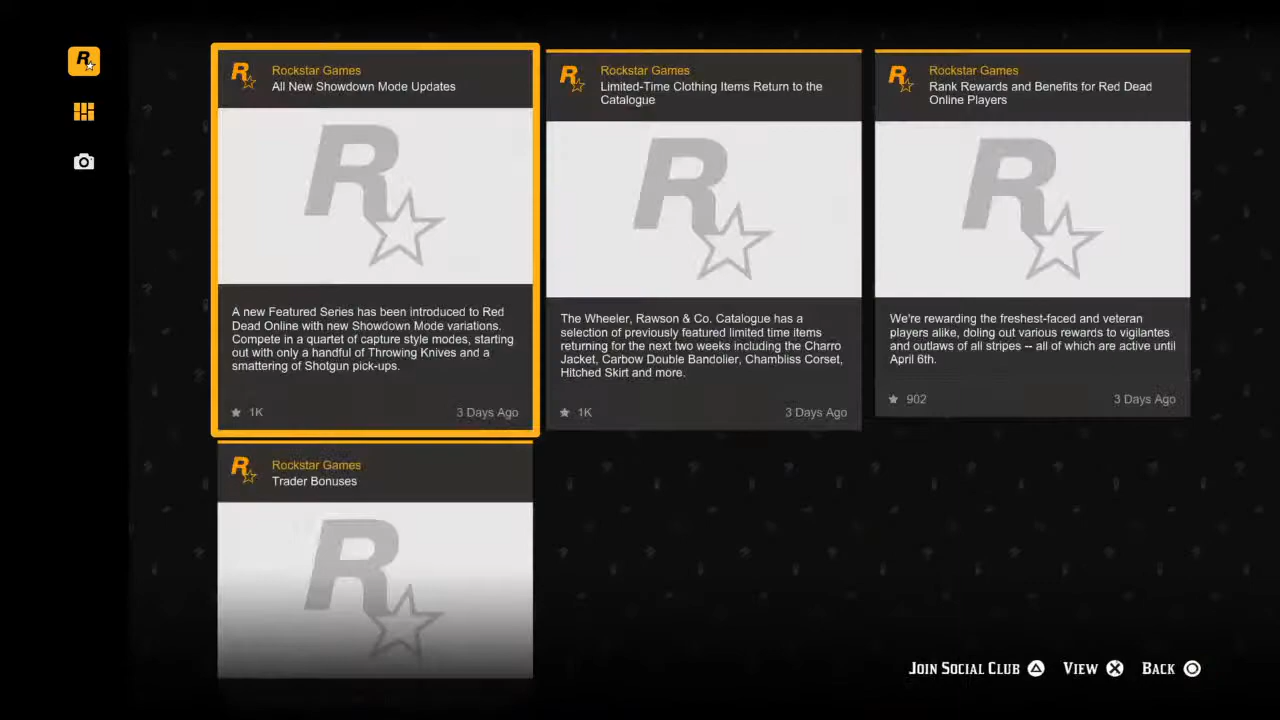 Rockstar Games
All New Showdown Mode Updates
A new Featured Series has been introduced to Red
Dead Online with new Showdown Mode variations.
Compete in a quartet of capture style modes, starting
out with only a handful of Throwing Knives and a
smattering of Shotgun pick-ups.
1K
3 Days Ago
Rockstar Games
Limited-Time Clothing Items Return to the
Catalogue
The Wheeler, Rawson & Co. Catalogue has a
selection of previously featured limited time items
returning for the next two weeks including the Charro
Jacket, Carbow Double Bandolier, Chambliss Corset,
Hitched Skirt and more.
1K
3 Days Ago
Rockstar Games
Rank Rewards and Benefits for Red Dead
Online Players
We're rewarding the freshest-faced and veteran
players alike, doling out various rewards to vigilantes
and outlaws of all stripes -- all of which are active until
April 6th.
902
3 Days Ago
Rockstar Games
Trader Bonuses
JOIN SOCIAL CLUB
VIEW
BACK